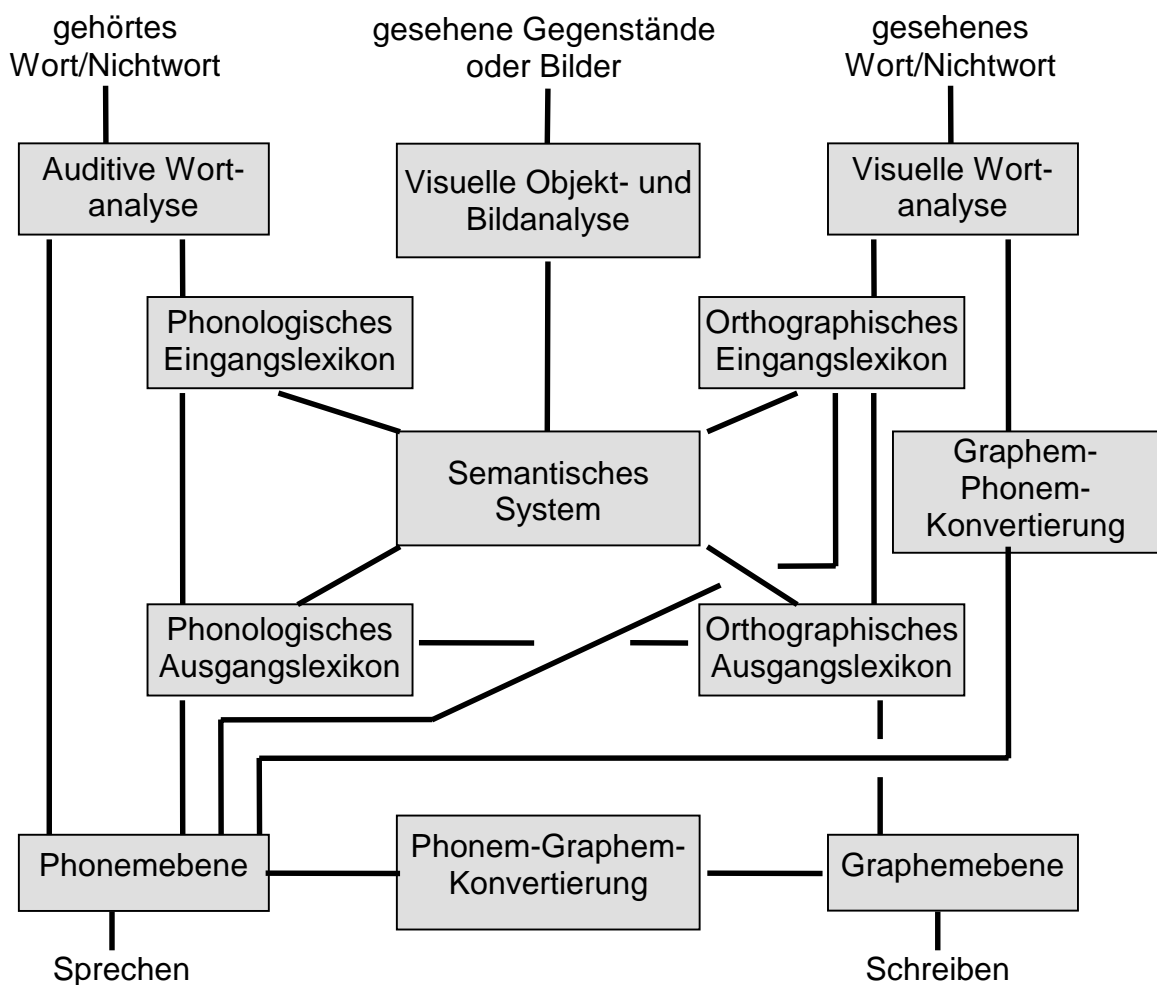 gehörtes
Wort/Nichtwort
gesehene Gegenstände
oder Bilder
gesehenes
Wort/Nichtwort
Auditive Wort-
analyse
Visuelle Objekt- und
Bildanalyse
Visuelle Wort-
analyse
Phonologisches
Eingangslexikon
Orthographisches
Eingangslexikon
Semantisches
System
Graphem-
Phonem-
Konvertierung
Phonologisches
Ausgangslexikon
Orthographisches
Ausgangslexikon
Phonemebene
Phonem-Graphem-
Konvertierung
Graphemebene
Sprechen
Schreiben